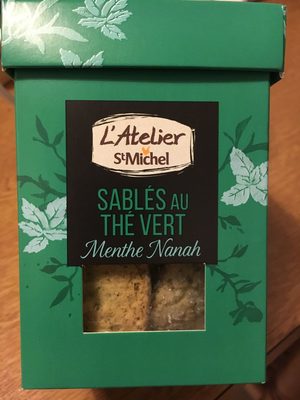 L'Atelier
St Michel
SABLÉS AU
THÉ VERT
Menthe Nanah